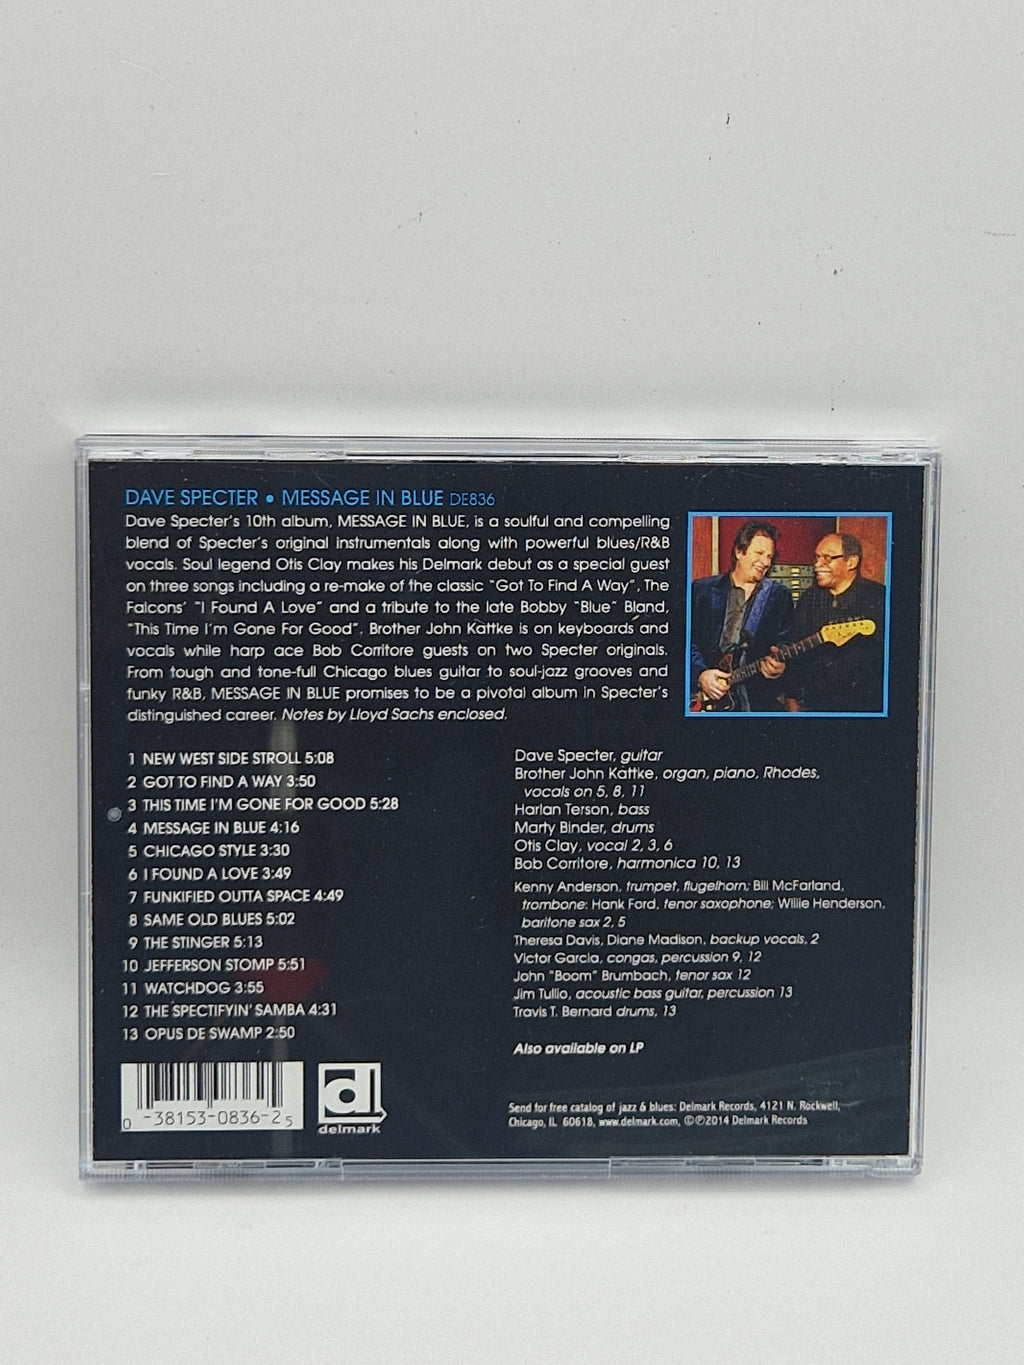 DAVE SPECTER • MESSAGE IN BLUE DE836
Dave Specter's 10th album, MESSAGE IN BLUE, is a soulful and compelling
blend of Specter's original instrumentals along with powerful blues/R&B
vocals. Soul legend Otis Clay makes his Delmark debut as a special guest
on three songs including a re-make of the classic "Got To Find A Way", The
Falcons' "I Found A Love" and a tribute to the late Bobby "Blue" Bland,
"This Time I'm Gone For Good". Brother John Kattke is on keyboards and
vocals while harp ace Bob Corritore guests on two Specter originals.
From tough and tone-full Chicago blues guitar to soul-jazz grooves and
funky R&B, MESSAGE IN BLUE promises to be a pivotal album in Specter's
distinguished career. Notes by Lloyd Sachs enclosed.
1 NEW WEST SIDE STROLL 5:08
2 GOT TO FIND A WAY 3:50
3 THIS TIME I'M GONE FOR GOOD 5:28
4 MESSAGE IN BLUE 4:16
5 CHICAGO STYLE 3:30
6 I FOUND A LOVE 3:49
7 FUNKIFIED OUTTA SPACE 4:49
8 SAME OLD BLUES 5:02
9 THE STINGER 5:13
10 JEFFERSON STOMP 5:51
11 WATCHDOG 3:55
12 THE SPECTIFYIN' SAMBA 4:31
13 OPUS DE SWAMP 2:50
Dave Specter, guitar
Brother John Kattke, organ, piano, Rhodes,
vocals on 5, 8, 11
Harlan Terson, bass
Marty Binder, drums
Otis Clay, vocal 2, 3, 6
Bob Corritore, harmonica 10, 13
Kenny Anderson, trumpet, flugelhorn; Bill McFarland,
trombone; Hank Ford, tenor saxophone; Willie Henderson,
baritone sax 2, 5
Theresa Davis, Diane Madison, backup vocals, 2
Victor Garcia, congas, percussion 9, 12
John "Boom" Brumbach, tenor sax 12
Jim Tullio, acoustic bass guitar, percussion 13
Travis T. Bernard drums, 13
Also available on LP
0 -38153-0836-2 5
d
delmark
Send for free catalog of jazz & blues: Delmark Records, 4121 N. Rockwell,
Chicago, IL 60618, www.delmark.com, ©℗2014 Delmark Records